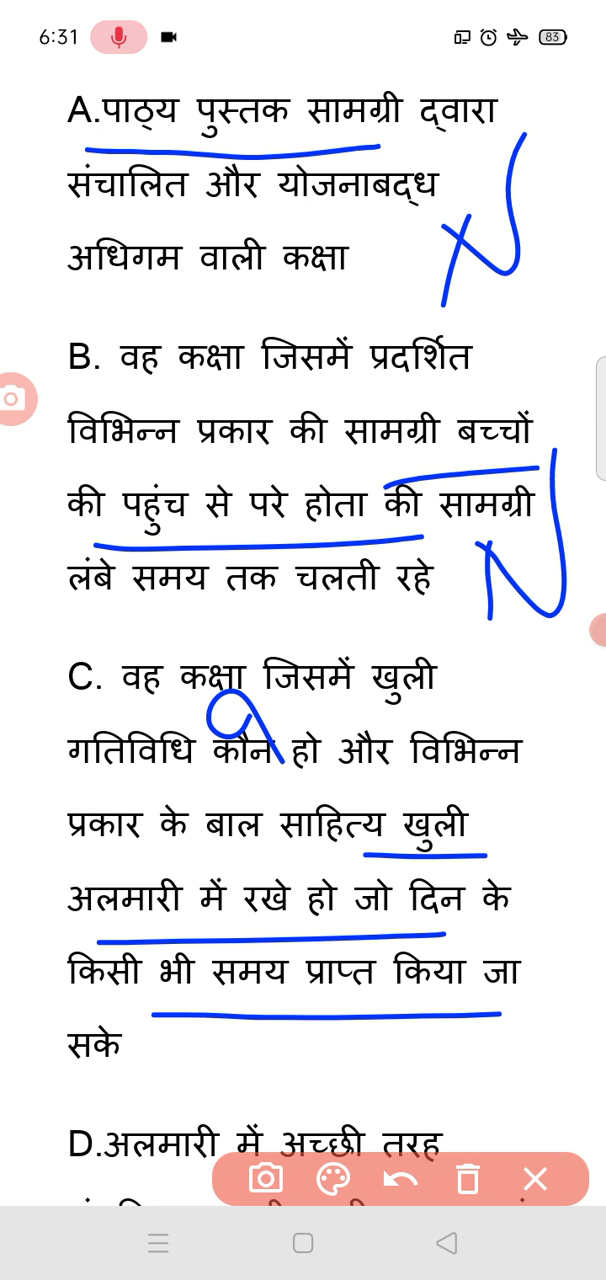 6:31
83
A.पाठ्य पुस्तक सामग्री द्वारा
संचालित और योजनाबद्ध
अधिगम वाली कक्षा
B. वह कक्षा जिसमें प्रदर्शित
विभिन्न प्रकार की सामग्री बच्चों
की पहुंच से परे होता की सामग्री
लंबे समय तक चलती रहे
C. वह कक्षा जिसमें खुली
गतिविधि कौन हो और विभिन्न
प्रकार के बाल साहित्य खुली
अलमारी में रखे हो जो दिन के
किसी भी समय प्राप्त किया जा
सके
D.अलमारी में अच्छी तरह